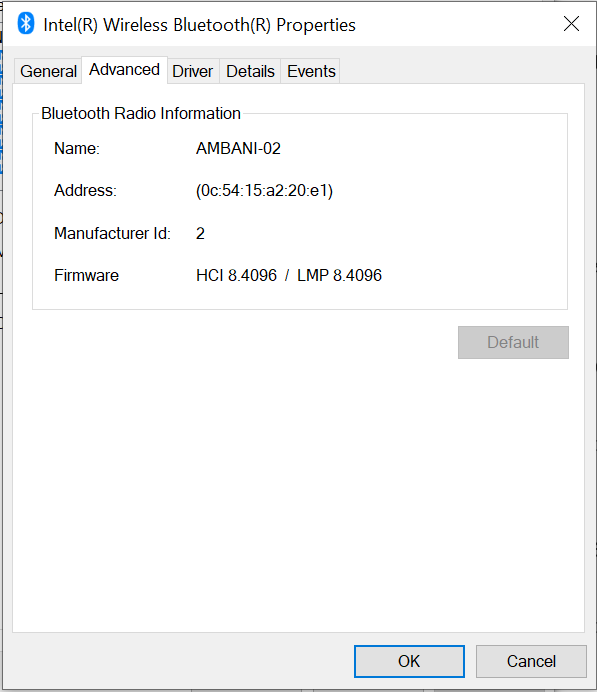 Intel(R) Wireless Bluetooth(R) Properties
General Advanced Driver Details Events
Bluetooth Radio Information
Name: AMBANI-02
Address: (0c:54:15:a2:20:e1)
Manufacturer Id: 2
Firmware HCI 8.4096 / LMP 8.4096
Default
OK Cancel